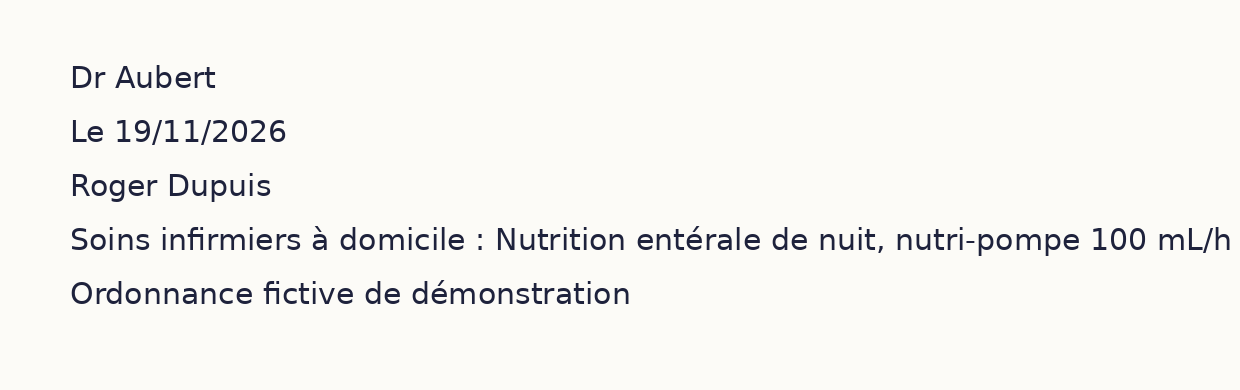 Dr Aubert
Le 19/11/2026
Roger Dupuis
Soins infirmiers à domicile : Nutrition entérale de nuit, nutri-pompe 100 mL/h
Ordonnance fictive de démonstration